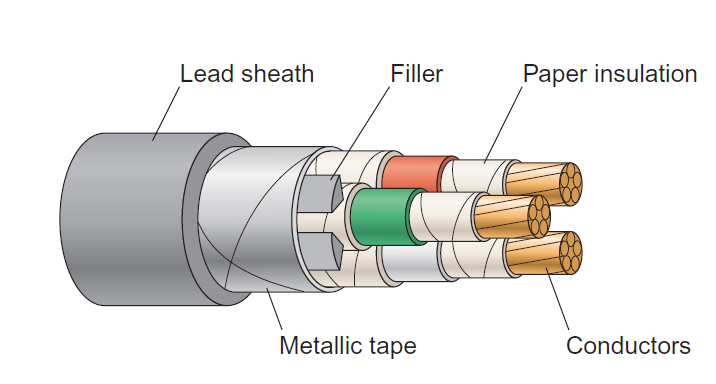 Lead sheath
Filler
Paper insulation
Metallic tape
Conductors